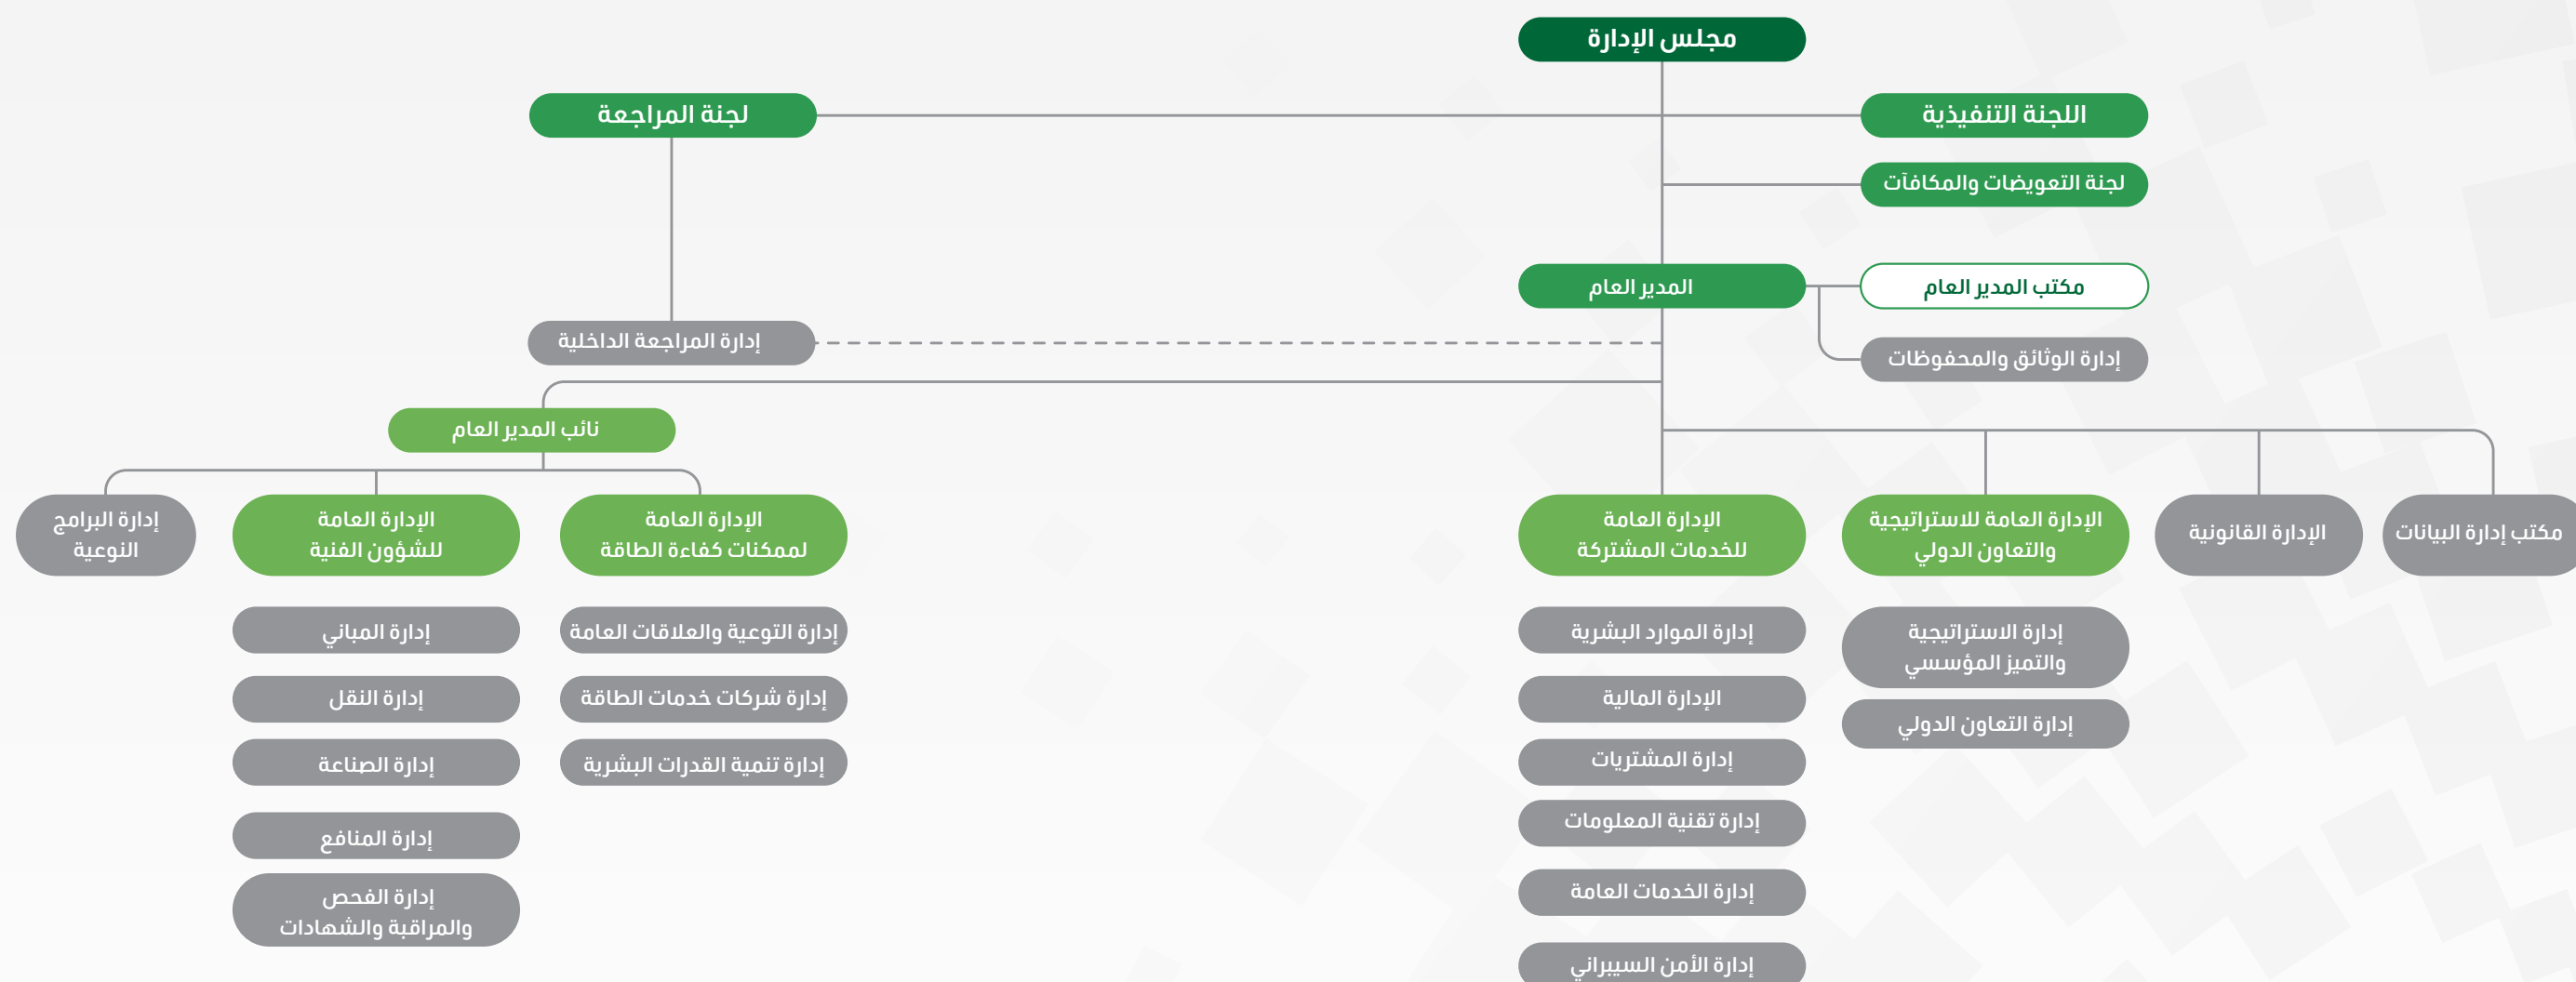 مجلس الإدارة
اللجنة التنفيذية
لجنة المراجعة
لجنة التعويضات والمكافآت
مكتب المدير العام
المدير العام
إدارة الوثائق والمحفوظات
إدارة المراجعة الداخلية
نائب المدير العام
مكتب إدارة البيانات
الإدارة القانونية
الإدارة العامة للاستراتيجية
والتعاون الدولي
إدارة الاستراتيجية
والتميز المؤسسي
إدارة التعاون الدولي
الإدارة العامة
للخدمات المشتركة
إدارة الموارد البشرية
الإدارة المالية
إدارة المشتريات
إدارة تقنية المعلومات
إدارة الخدمات العامة
إدارة الأمن السيبراني
الإدارة العامة
لممكنات كفاءة الطاقة
إدارة التوعية والعلاقات العامة
إدارة شركات خدمات الطاقة
إدارة تنمية القدرات البشرية
الإدارة العامة
للشؤون الفنية
إدارة المباني
إدارة النقل
إدارة الصناعة
إدارة المنافع
إدارة الفحص
والمراقبة والشهادات
إدارة البرامج
النوعية